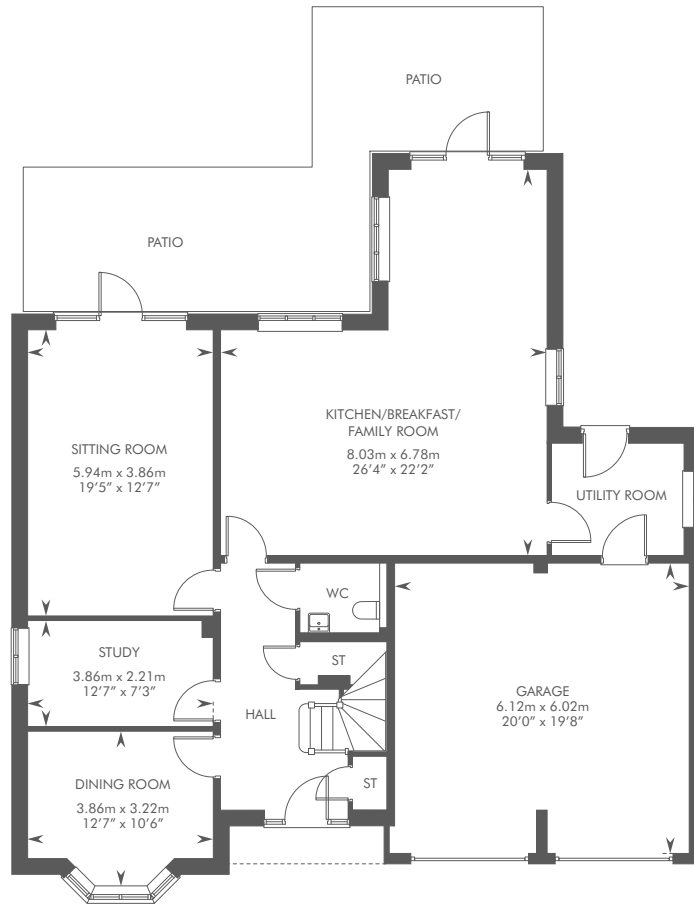 PATIO
PATIO
KITCHEN/BREAKFAST/
FAMILY ROOM
8.03m x 6.78m
26'4" x 22'2"
SITTING ROOM
5.94m x 3.86m
19'5" x 12'7"
UTILITY ROOM
WC
STUDY
3.86m x 2.21m
12'7" x 7'3"
ST
HALL
GARAGE
6.12m x 6.02m
20'0" x 19'8"
DINING ROOM
3.86m x 3.22m
12'7" x 10'6"
ST